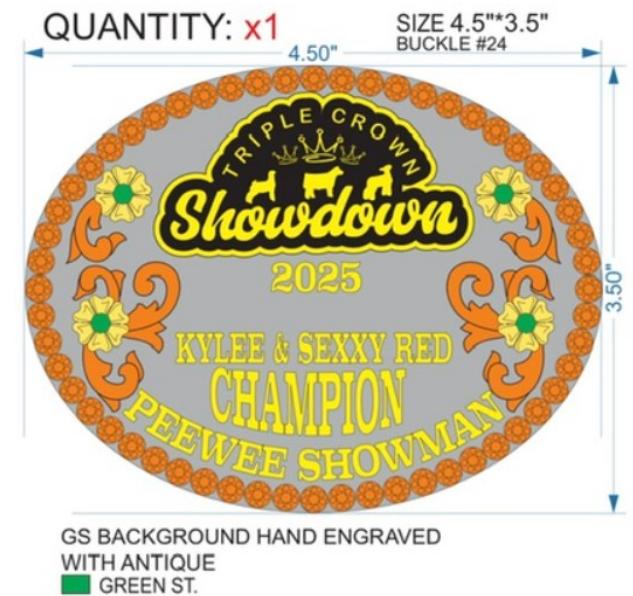 QUANTITY: x1
SIZE 4.5"*3.5"
BUCKLE #24
4.50"
TRIPLE CROWN
Showdown
2025
3.50"
KYLEE & SEXXY RED
CHAMPION
PEEWEE SHOWMAN
GS BACKGROUND HAND ENGRAVED
WITH ANTIQUE
GREEN ST.